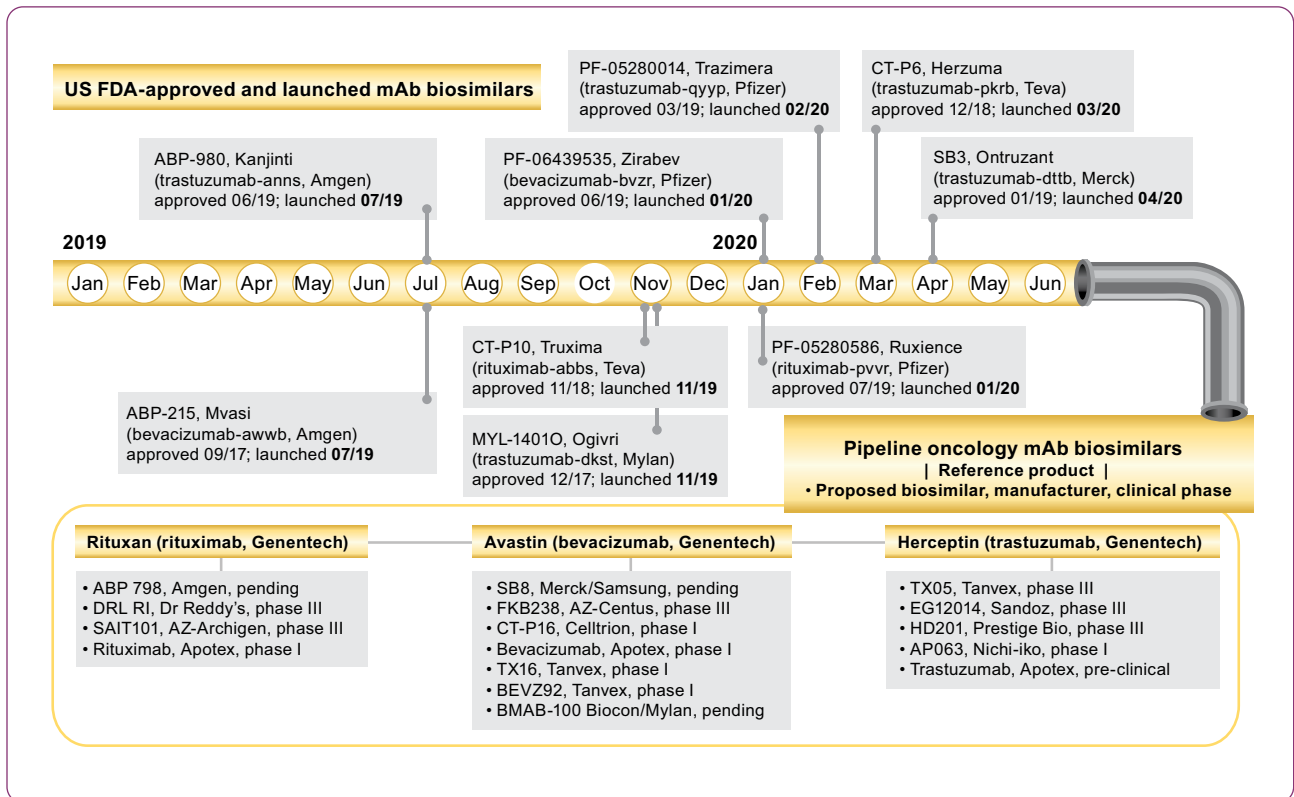 US FDA-approved and launched mAb biosimilars
PF-05280014, Trazimera
(trastuzumab-qyyp, Pfizer)
approved 03/19; launched 02/20
CT-P6, Herzuma
(trastuzumab-pkrb, Teva)
approved 12/18; launched 03/20
ABP-980, Kanjinti
(trastuzumab-anns, Amgen)
approved 06/19; launched 07/19
PF-06439535, Zirabev
(bevacizumab-bvzr, Pfizer)
approved 06/19; launched 01/20
SB3, Ontruzant
(trastuzumab-dttb, Merck)
approved 01/19; launched 04/20
2019
2020
Jan Feb Mar Apr May Jun Jul Aug Sep Oct Nov Dec Jan Feb Mar Apr May Jun
CT-P10, Truxima
(rituximab-abbs, Teva)
approved 11/18; launched 11/19
PF-05280586, Ruxience
(rituximab-pvvr, Pfizer)
approved 07/19; launched 01/20
ABP-215, Mvasi
(bevacizumab-awwb, Amgen)
approved 09/17; launched 07/19
MYL-1401O, Ogivri
(trastuzumab-dkst, Mylan)
approved 12/17; launched 11/19
Pipeline oncology mAb biosimilars
| Reference product |
• Proposed biosimilar, manufacturer, clinical phase
Rituxan (rituximab, Genentech)
• ABP 798, Amgen, pending
• DRL RI, Dr Reddy's, phase III
• SAIT101, AZ-Archigen, phase III
• Rituximab, Apotex, phase I
Avastin (bevacizumab, Genentech)
• SB8, Merck/Samsung, pending
• FKB238, AZ-Centus, phase III
• CT-P16, Celltrion, phase I
• Bevacizumab, Apotex, phase I
• TX16, Tanvex, phase I
• BEVZ92, Tanvex, phase I
• BMAB-100 Biocon/Mylan, pending
Herceptin (trastuzumab, Genentech)
• TX05, Tanvex, phase III
• EG12014, Sandoz, phase III
• HD201, Prestige Bio, phase III
• AP063, Nichi-iko, phase I
• Trastuzumab, Apotex, pre-clinical